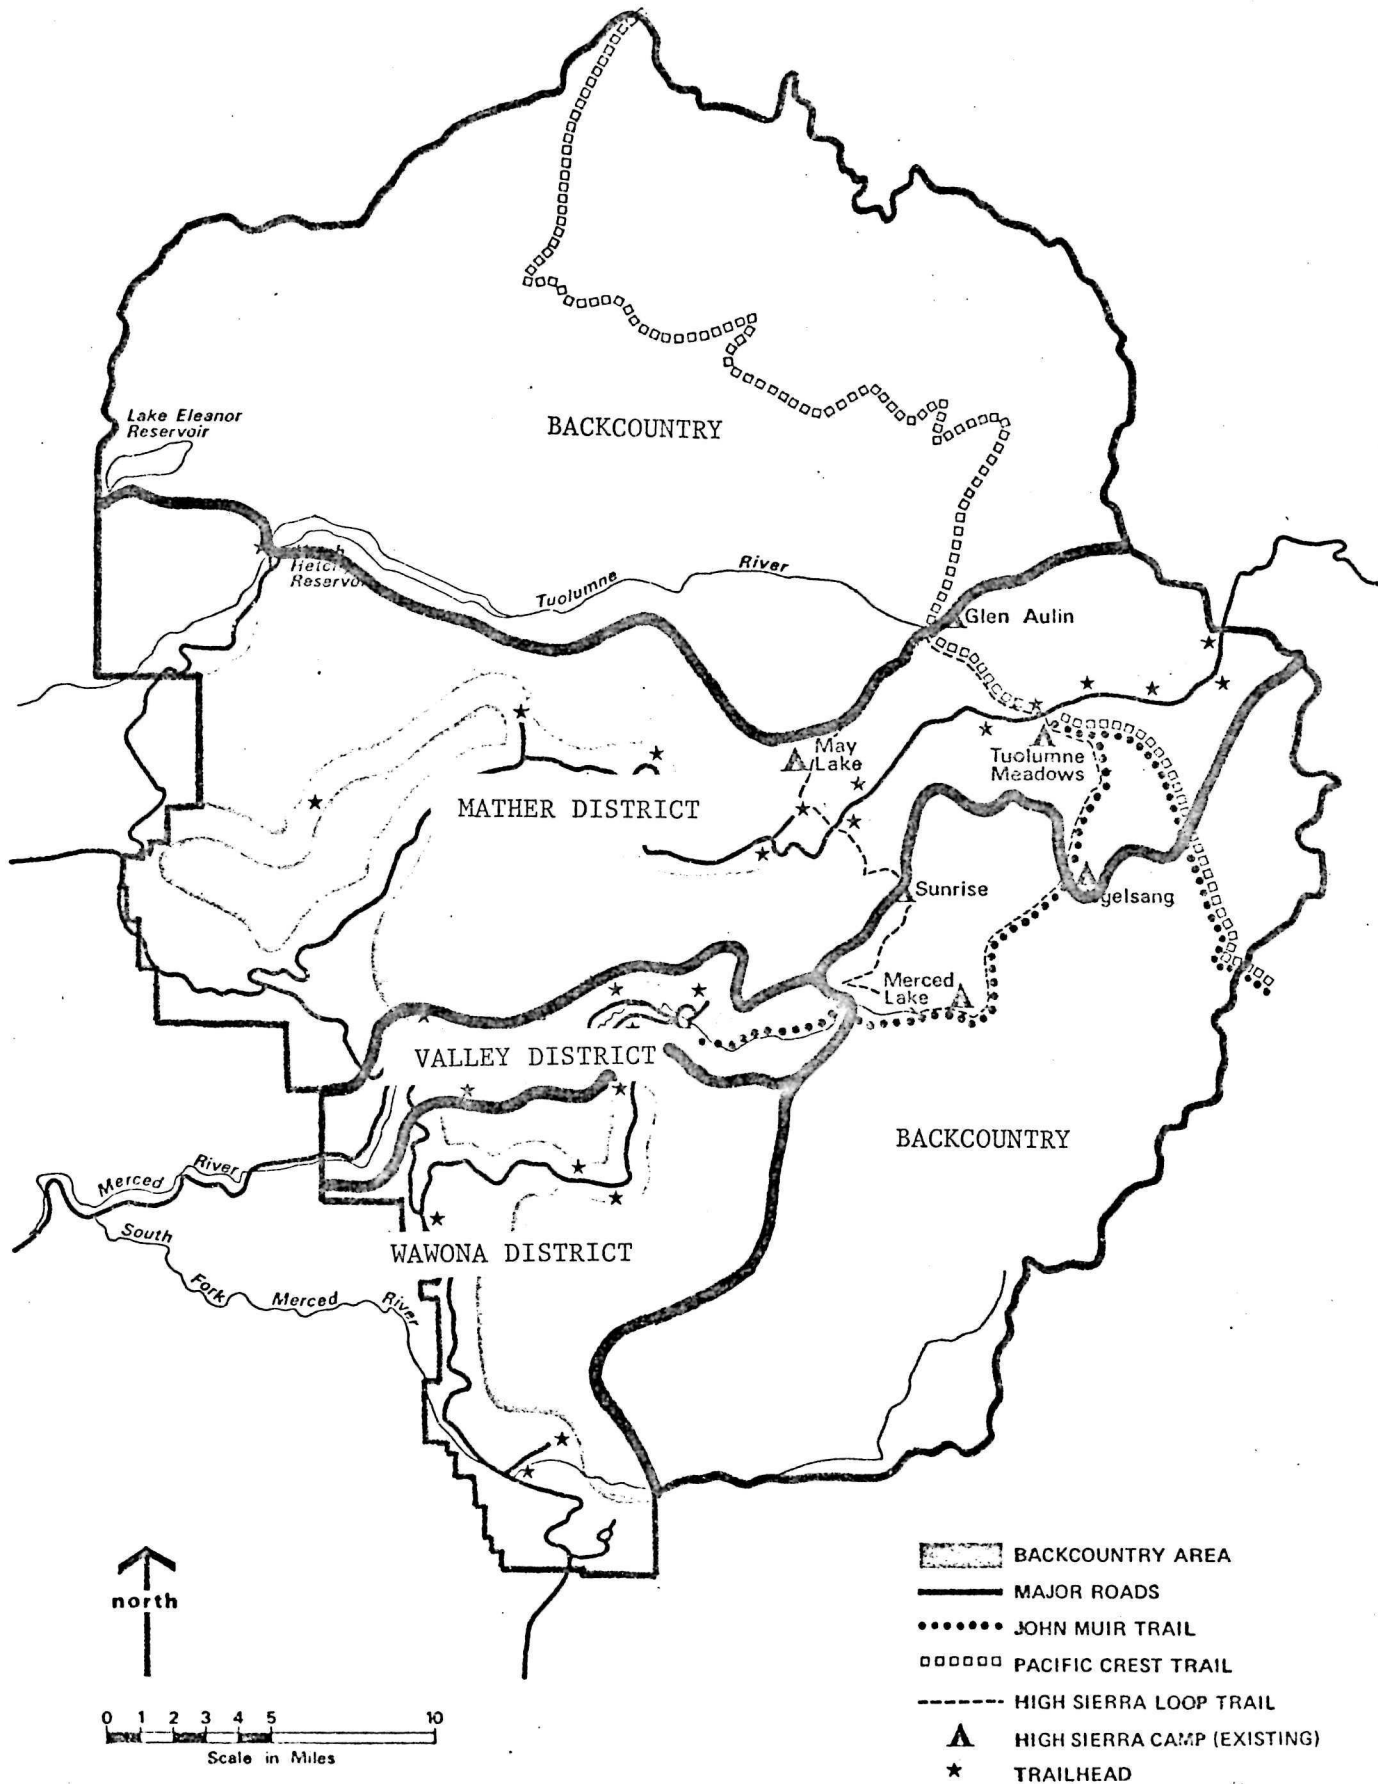 Lake Eleanor
Reservoir
BACKCOUNTRY
Reservoir
Tuolumne
River
Glen Aulin
May
Lake
Tuolumne
Meadows
MATHER DISTRICT
Sunrise
yelsang
Merced
Lake
VALLEY DISTRICT
BACKCOUNTRY
Merced
River
South
Fork
Merced
River
WAWONA DISTRICT
north
0 1 2 3 4 5 10
Scale in Miles
BACKCOUNTRY AREA
MAJOR ROADS
JOHN MUIR TRAIL
PACIFIC CREST TRAIL
HIGH SIERRA LOOP TRAIL
HIGH SIERRA CAMP (EXISTING)
TRAILHEAD